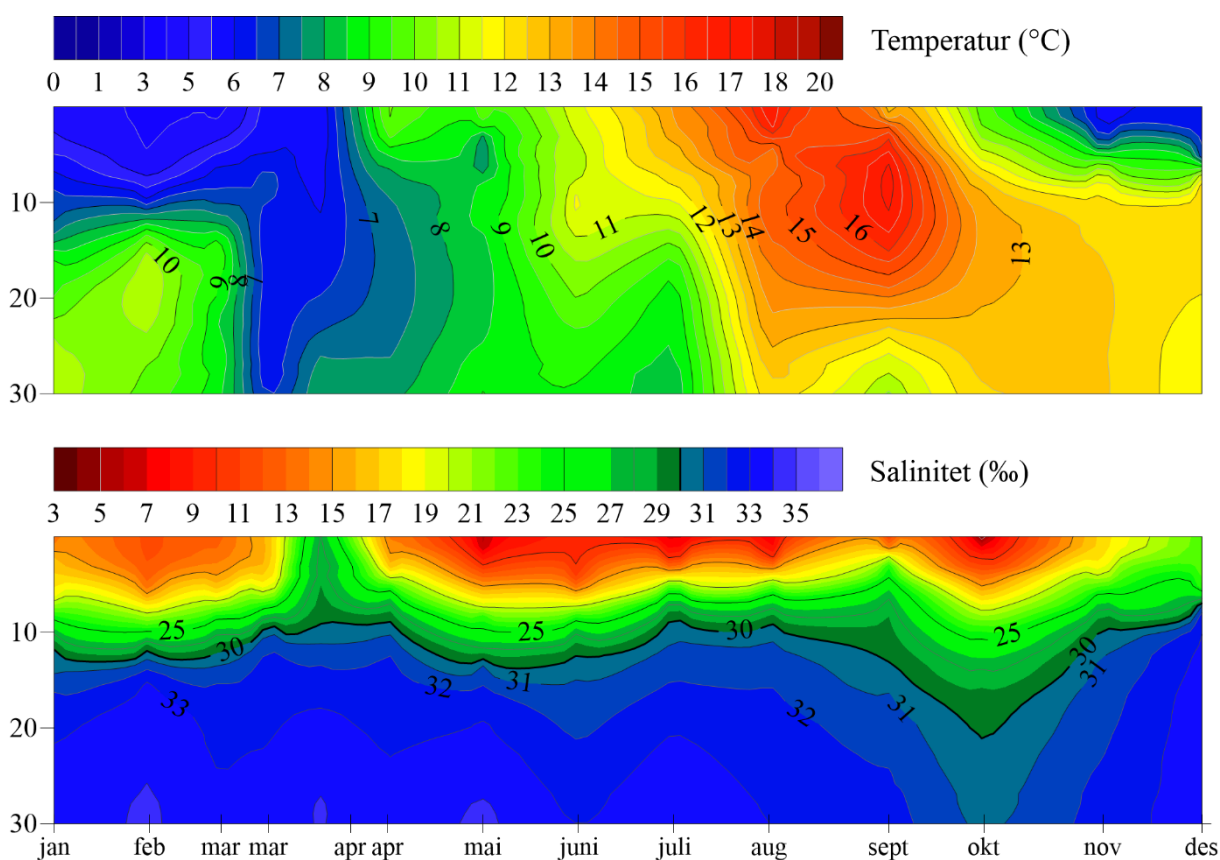 Temperatur (°C)
0 1 3 5 6 7 8 9 10 11 12 13 14 16 17 18 20
10
20
30
10 9 8 7 7 8 9 10 11 12 13 14 15 16 13
Salinitet (‰)
3 5 7 9 11 13 15 17 19 21 23 25 27 29 31 33 35
10
20
30
25 30 33 32 31 25 30 32 31 25 30 31
jan feb mar mar apr apr mai juni juli aug sept okt nov des